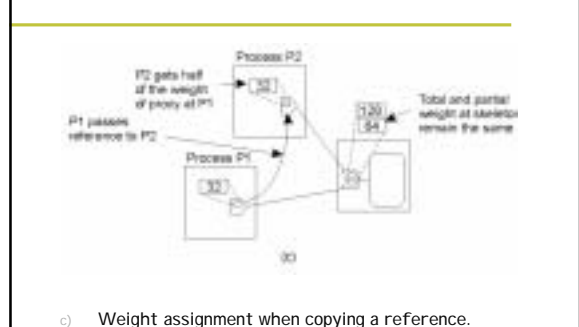 Process P2
P2 gets half
of the weight
of proxy at P1
32
P1 passes
reference to P2
Total and partial
weight at skeleton
remain the same
128
64
Process P1
32
(c)
c) Weight assignment when copying a reference.